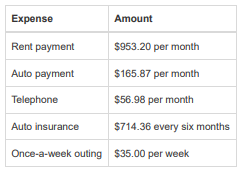 Expense Amount
Rent payment $953.20 per month
Auto payment $165.87 per month
Telephone $56.98 per month
Auto insurance $714.36 every six months
Once-a-week outing $35.00 per week